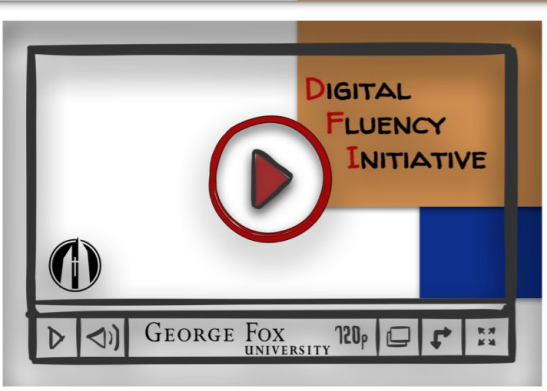 DIGITAL
FLUENCY
INITIATIVE
GEORGE FOX
UNIVERSITY
720p